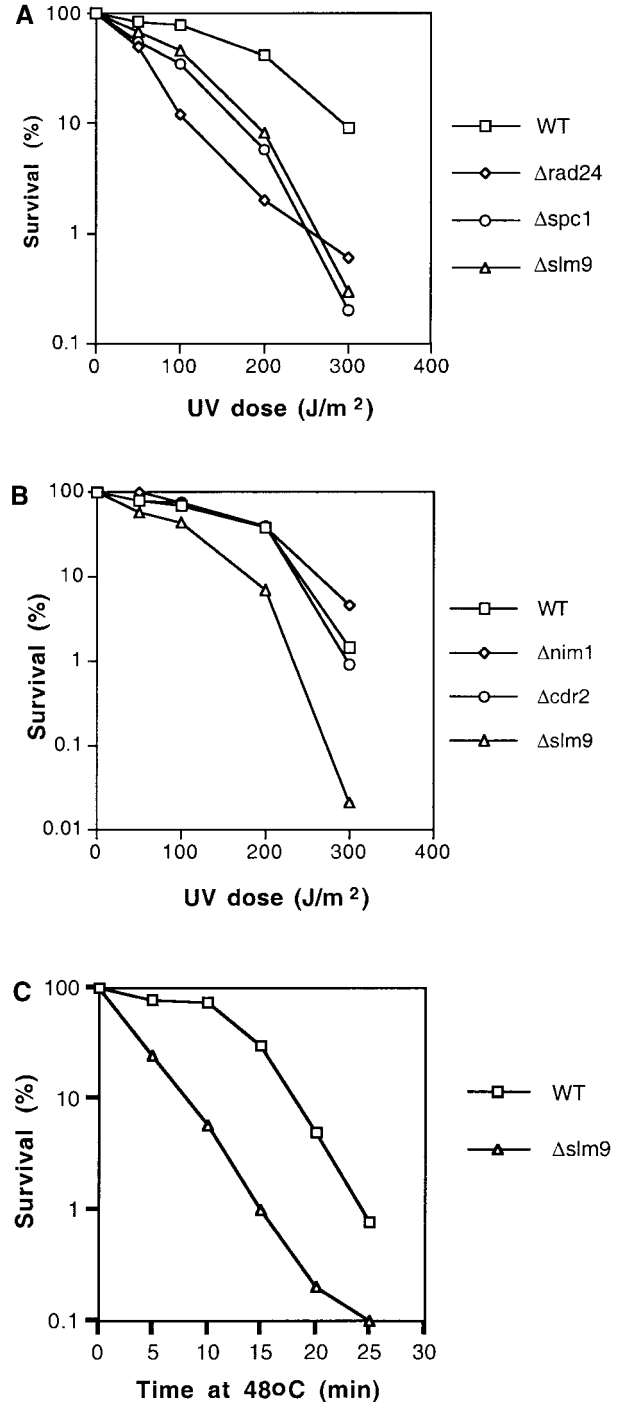 A
Survival (%)
100
10
1
0.1
0
100
200
300
400
UV dose (J/m²)
WT
Δrad24
Δspc1
Δslm9
B
Survival (%)
100
10
1
0.1
0.01
0
100
200
300
400
UV dose (J/m²)
WT
Δnim1
Δcdr2
Δslm9
C
Survival (%)
100
10
1
0.1
0
5
10
15
20
25
30
Time at 48ºC (min)
WT
Δslm9